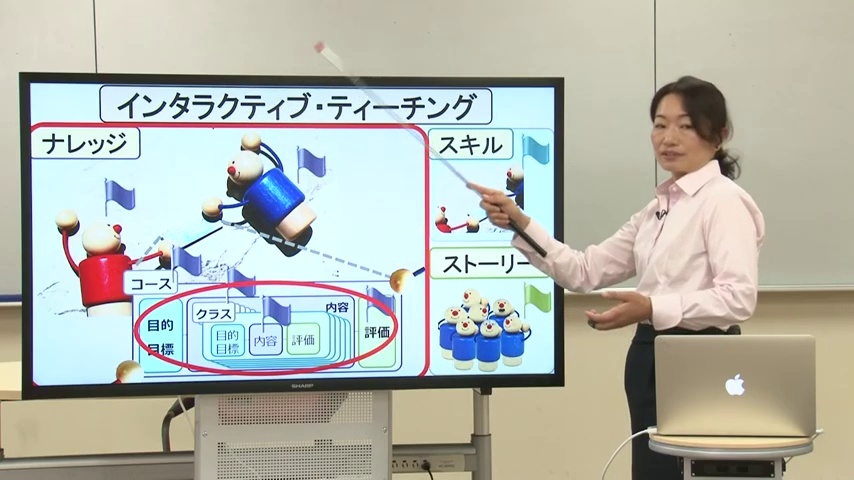 インタラクティブ・ティーチング
ナレッジ
スキル
ストーリー
コース
目的
目標
クラス
内容
目的
目標
内容
評価
評価
SHARP